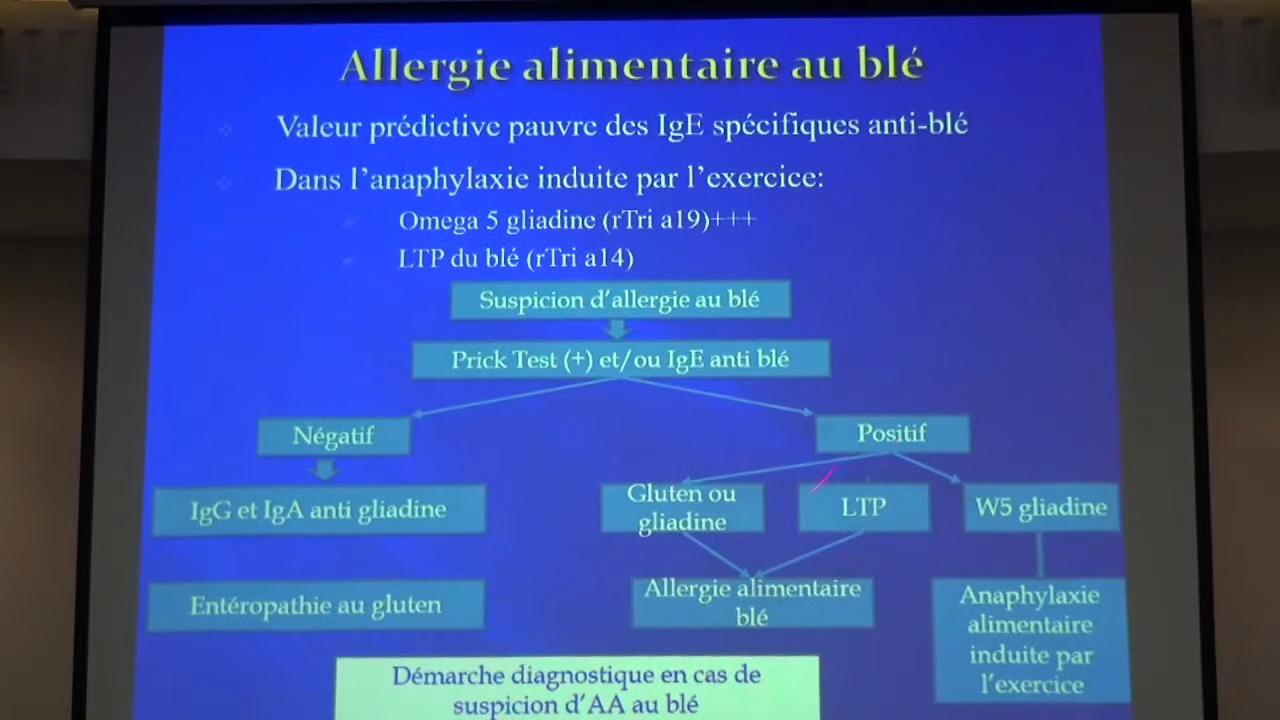 Allergie alimentaire au blé
Valeur prédictive pauvre des IgE spécifiques anti-blé
Dans l'anaphylaxie induite par l'exercice:
Omega 5 gliadine (rTri a19)+++
LTP du blé (rTri a14)
Suspicion d'allergie au blé
Prick Test (+) et/ou IgE anti blé
Négatif
Positif
IgG et IgA anti gliadine
Gluten ou
gliadine
LTP
W5 gliadine
Entéropathie au gluten
Allergie alimentaire
blé
Anaphylaxie
alimentaire
induite par
l'exercice
Démarche diagnostique en cas de
suspicion d'AA au blé